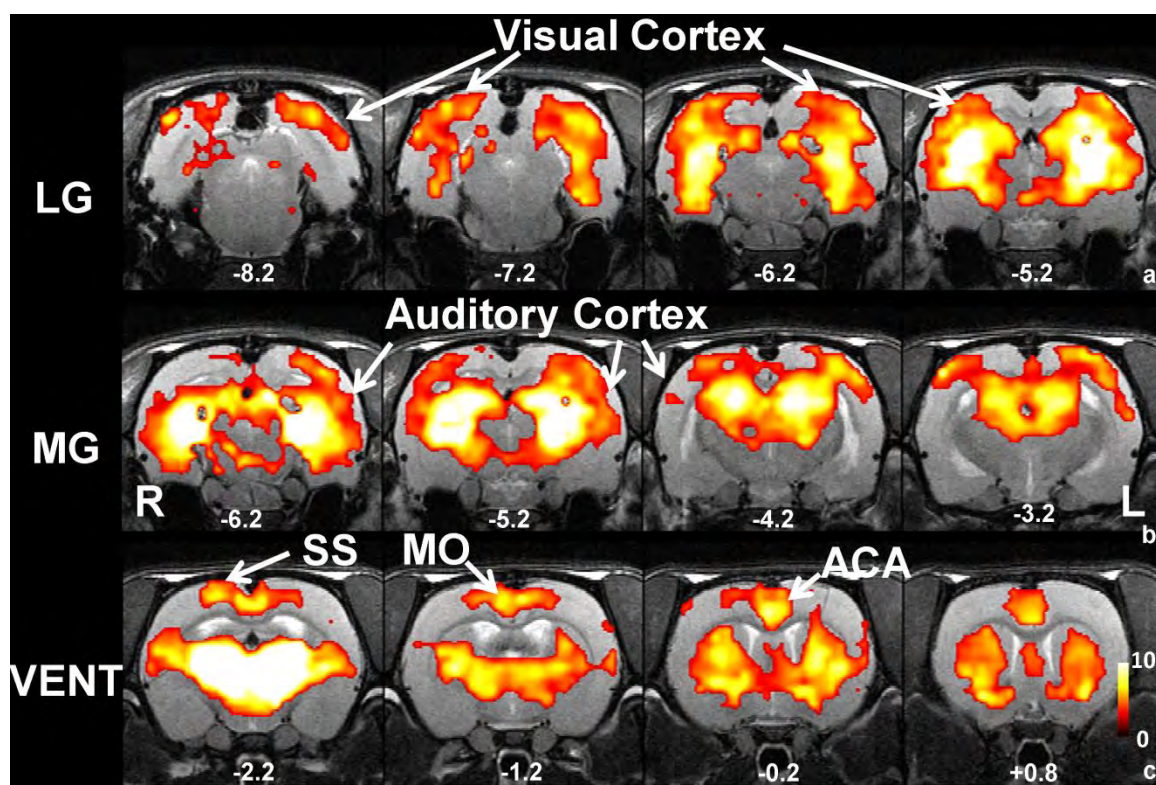 Visual Cortex
LG
-8.2 -7.2 -6.2 -5.2 a
Auditory Cortex
MG
R L
-6.2 -5.2 -4.2 -3.2 b
SS MO ACA
VENT
10
0
-2.2 -1.2 -0.2 +0.8 c